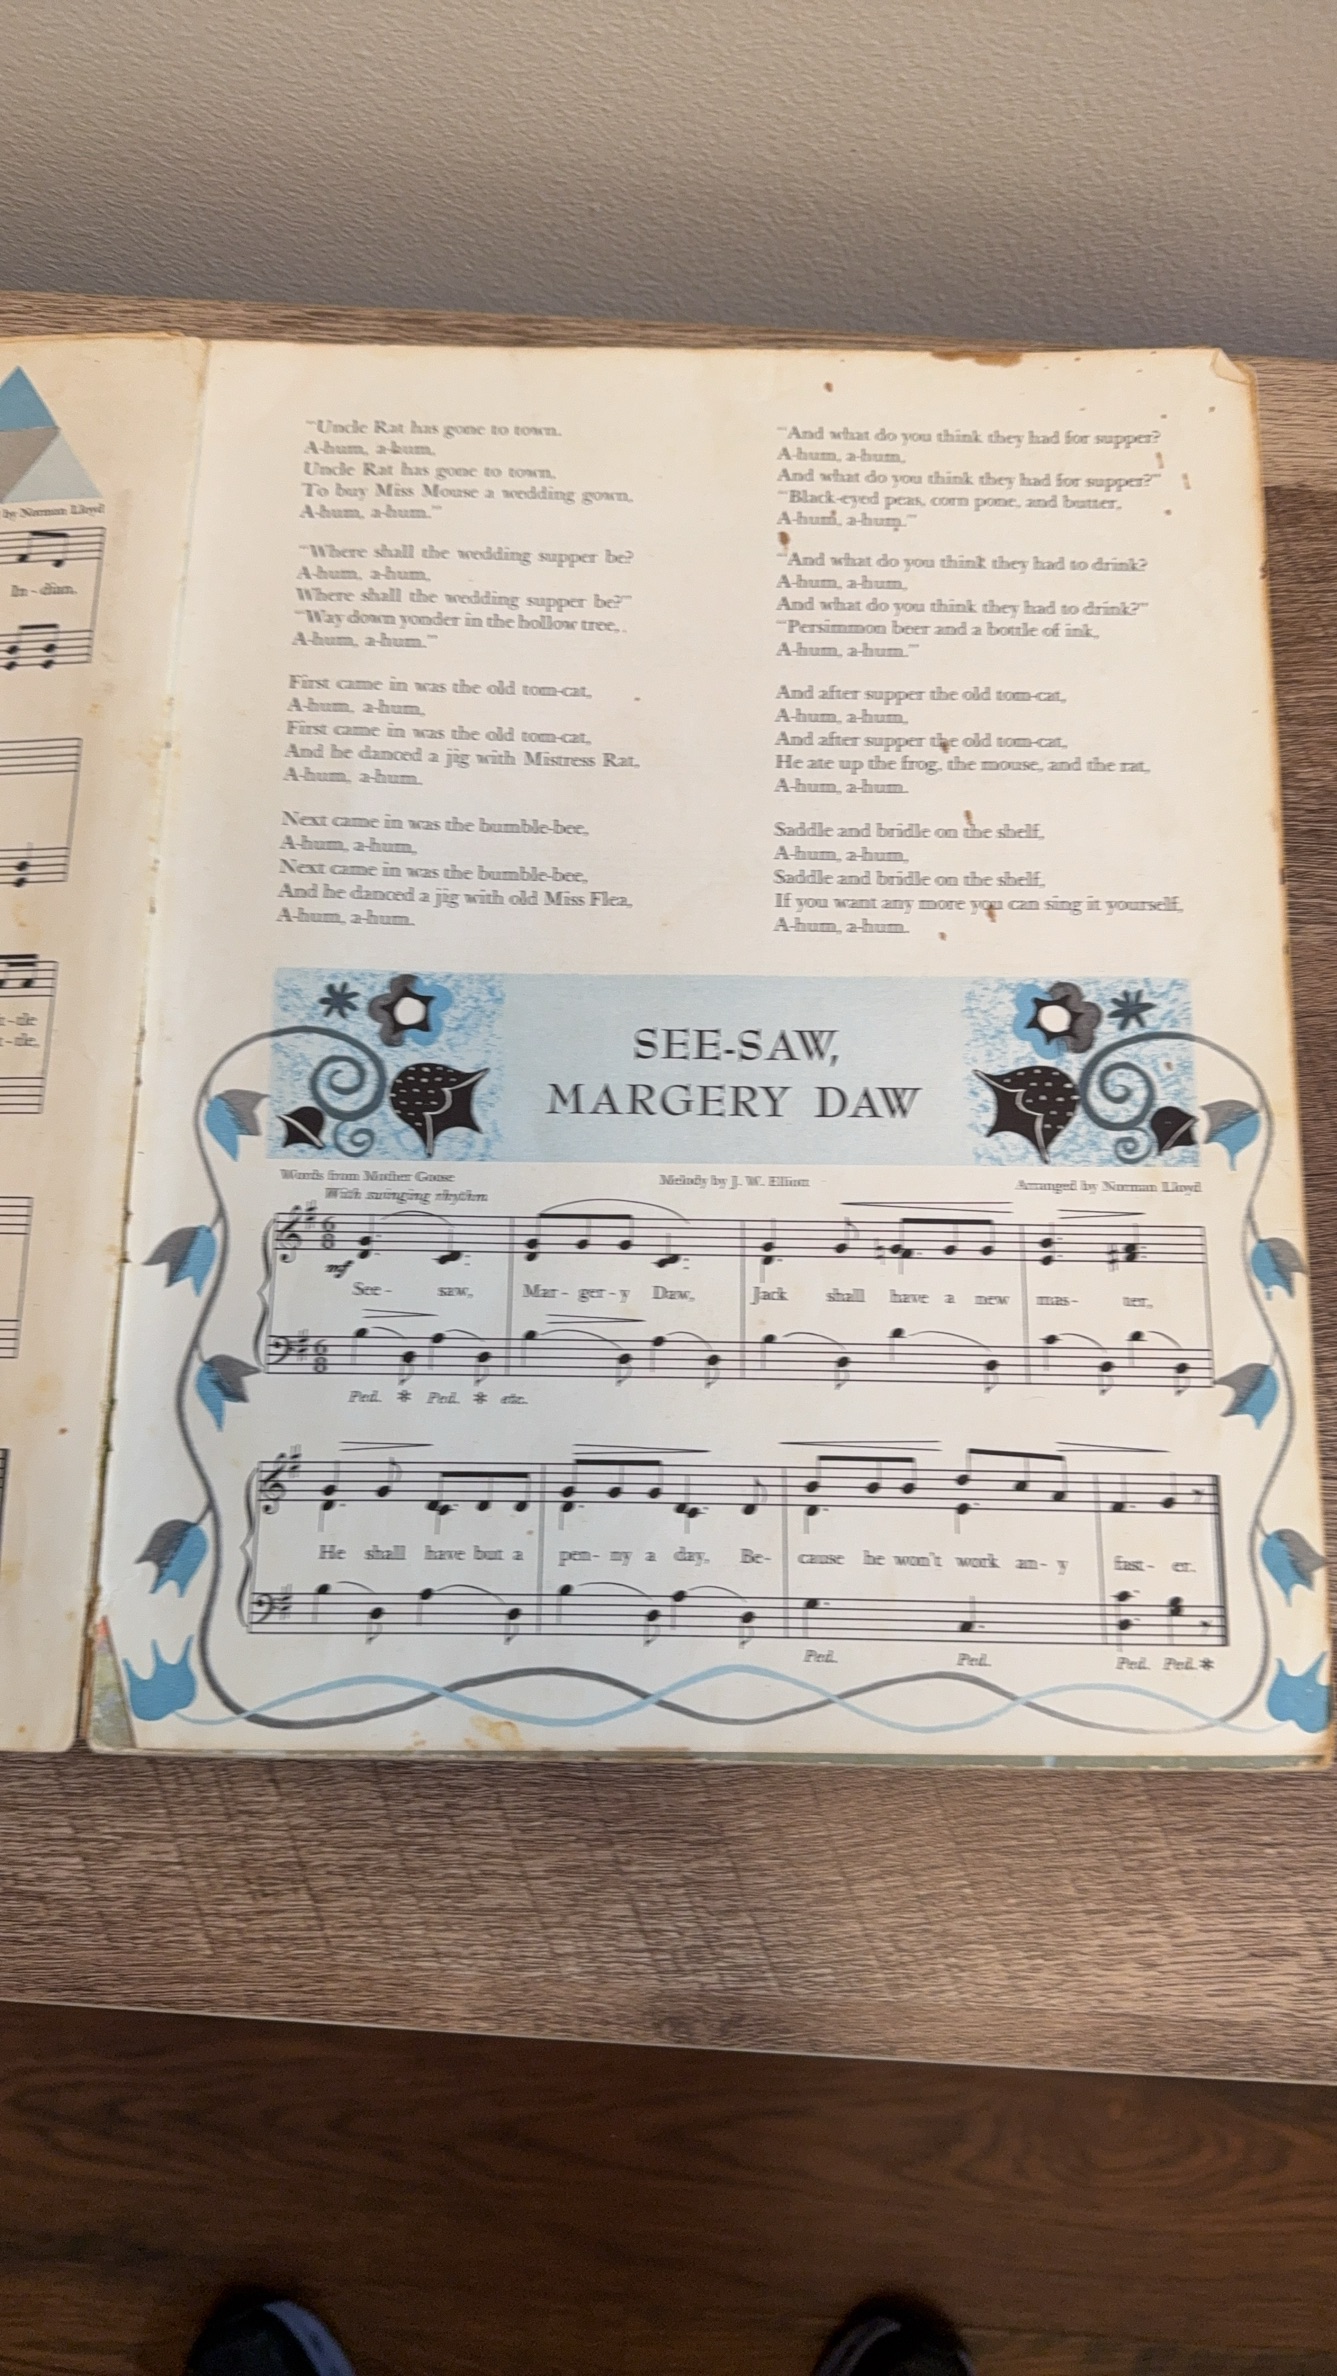 by Norman Lloyd
In-dian.
"Uncle Rat has gone to town.
A-hum, a-hum,
Uncle Rat has gone to town,
To buy Miss Mouse a wedding gown,
A-hum, a-hum."
"Where shall the wedding supper be?
A-hum, a-hum,
Where shall the wedding supper be?"
"Way down yonder in the hollow tree,
A-hum, a-hum."
First came in was the old tom-cat,
A-hum, a-hum,
First came in was the old tom-cat,
And he danced a jig with Mistress Rat,
A-hum, a-hum.
Next came in was the bumble-bee,
A-hum, a-hum,
Next came in was the bumble-bee,
And he danced a jig with old Miss Flea,
A-hum, a-hum.
"And what do you think they had for supper?
A-hum, a-hum,
And what do you think they had for supper?"
"Black-eyed peas, corn pone, and butter,
A-hum, a-hum."
"And what do you think they had to drink?
A-hum, a-hum,
And what do you think they had to drink?"
"Persimmon beer and a bottle of ink,
A-hum, a-hum."
And after supper the old tom-cat,
A-hum, a-hum,
And after supper the old tom-cat,
He ate up the frog, the mouse, and the rat,
A-hum, a-hum.
Saddle and bridle on the shelf,
A-hum, a-hum,
Saddle and bridle on the shelf,
If you want any more you can sing it yourself,
A-hum, a-hum.
SEE-SAW,
MARGERY DAW
Words from Mother Goose Melody by J. W. Elliott Arranged by Norman Lloyd
With swinging rhythm
6 8
mf
See- saw, Mar- ger- y Daw, Jack shall have a new mas- ter,
6 8
Ped. * Ped. * etc.
He shall have but a pen- ny a day, Be- cause he won't work an- y fast- er.
Ped. Ped. Ped. Ped. *